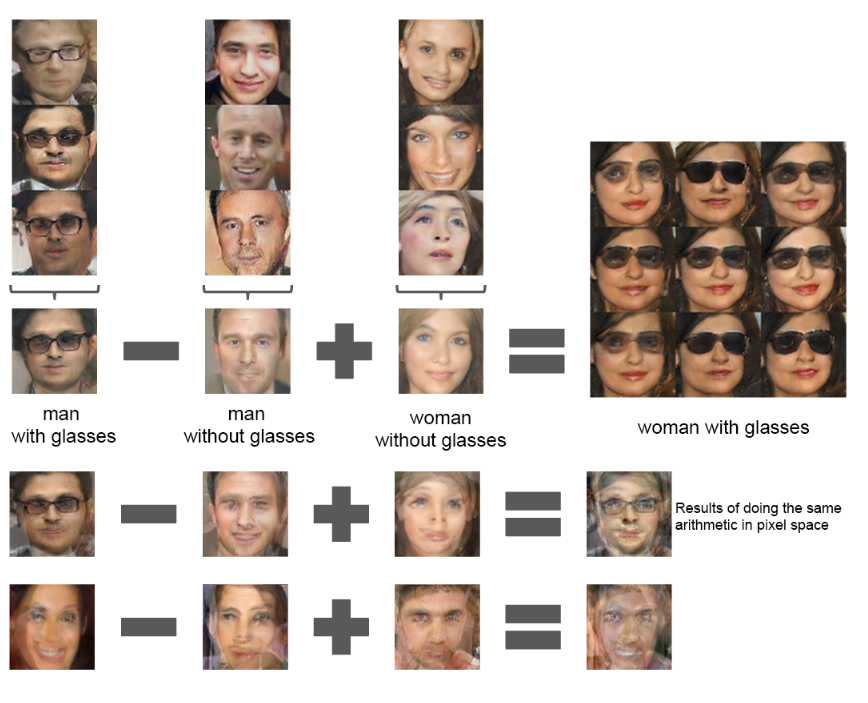 man
with glasses
man
without glasses
woman
without glasses
woman with glasses
Results of doing the same
arithmetic in pixel space